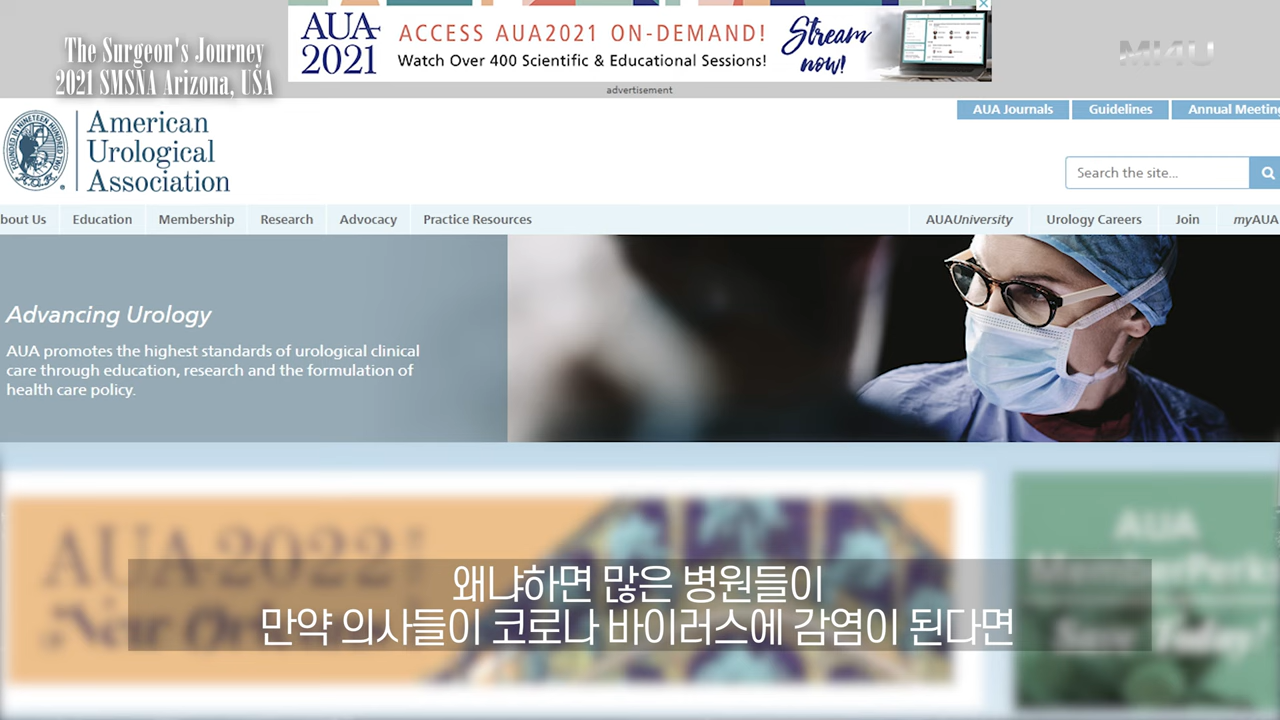 The Surgeon's Journey
2021 SMSNA Arizona, USA
AUA
2021
ACCESS AUA2021 ON-DEMAND!
Watch Over 400 Scientific & Educational Sessions!
Stream
now!
MI4U
advertisement
American
Urological
Association
AUA Journals
Guidelines
Annual Meeting
Search the site...
bout Us
Education
Membership
Research
Advocacy
Practice Resources
AUAUniversity
Urology Careers
Join
myAUA
Advancing Urology
AUA promotes the highest standards of urological clinical
care through education, research and the formulation of
health care policy.
AUA 2022
AUA
왜냐하면 많은 병원들이
만약 의사들이 코로나 바이러스에 감염이 된다면